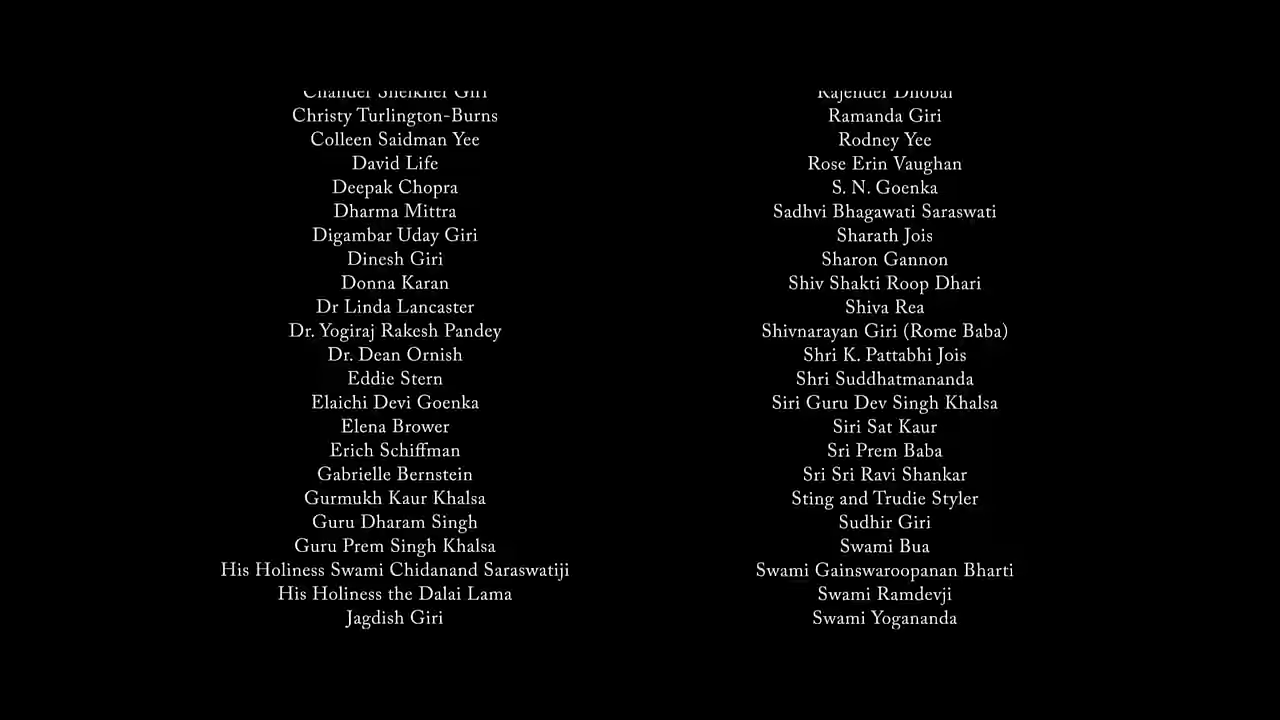 Christy Turlington-Burns
Colleen Saidman Yee
David Life
Deepak Chopra
Dharma Mittra
Digambar Uday Giri
Dinesh Giri
Donna Karan
Dr Linda Lancaster
Dr. Yogiraj Rakesh Pandey
Dr. Dean Ornish
Eddie Stern
Elaichi Devi Goenka
Elena Brower
Erich Schiffman
Gabrielle Bernstein
Gurmukh Kaur Khalsa
Guru Dharam Singh
Guru Prem Singh Khalsa
His Holiness Swami Chidanand Saraswatiji
His Holiness the Dalai Lama
Jagdish Giri
Ramanda Giri
Rodney Yee
Rose Erin Vaughan
S. N. Goenka
Sadhvi Bhagawati Saraswati
Sharath Jois
Sharon Gannon
Shiv Shakti Roop Dhari
Shiva Rea
Shivnarayan Giri (Rome Baba)
Shri K. Pattabhi Jois
Shri Suddhatmananda
Siri Guru Dev Singh Khalsa
Siri Sat Kaur
Sri Prem Baba
Sri Sri Ravi Shankar
Sting and Trudie Styler
Sudhir Giri
Swami Bua
Swami Gainswaroopanan Bharti
Swami Ramdevji
Swami Yogananda